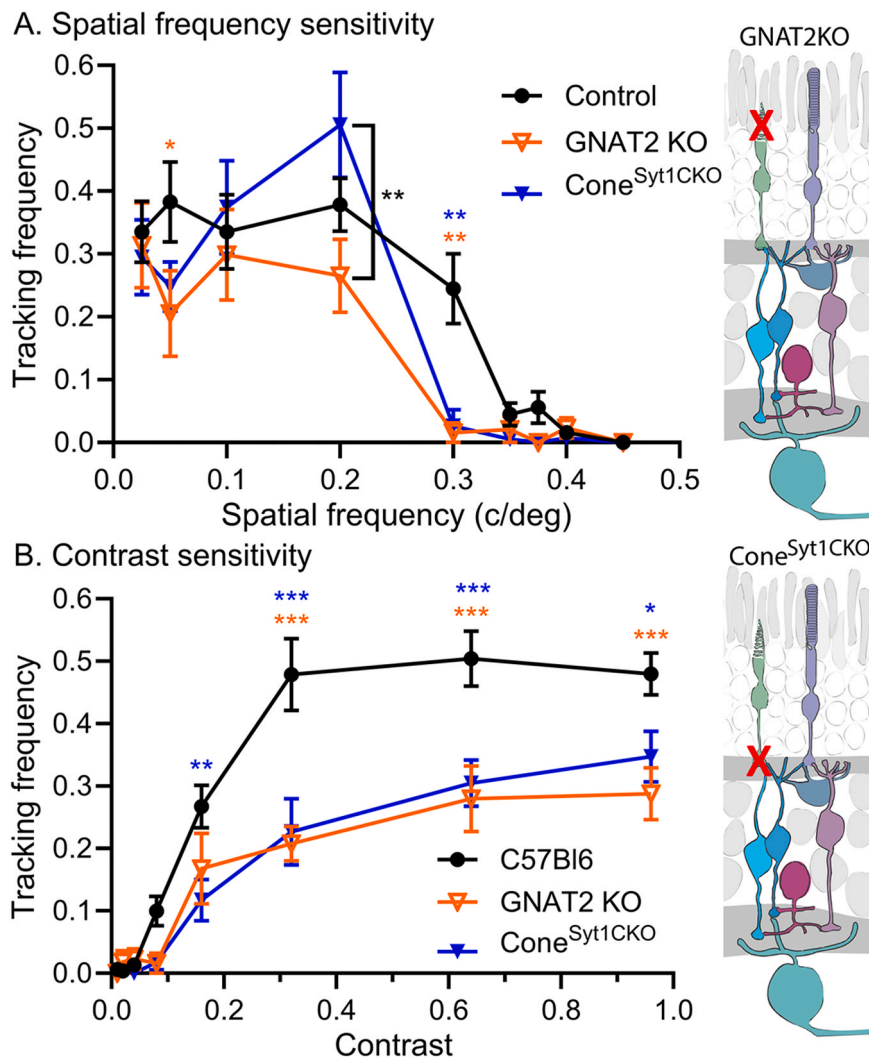 A. Spatial frequency sensitivity
GNAT2KO
Tracking frequency
0.6
0.5
0.4
0.3
0.2
0.1
0.0
*
**
**
**
Control
GNAT2 KO
Cone^Syt1CKO
0.0 0.1 0.2 0.3 0.4 0.5
Spatial frequency (c/deg)
X
B. Contrast sensitivity
Cone^Syt1CKO
Tracking frequency
0.6
0.5
0.4
0.3
0.2
0.1
0.0
**
*** *** *
*** *** ***
C57Bl6
GNAT2 KO
Cone^Syt1CKO
0.0 0.2 0.4 0.6 0.8 1.0
Contrast
X